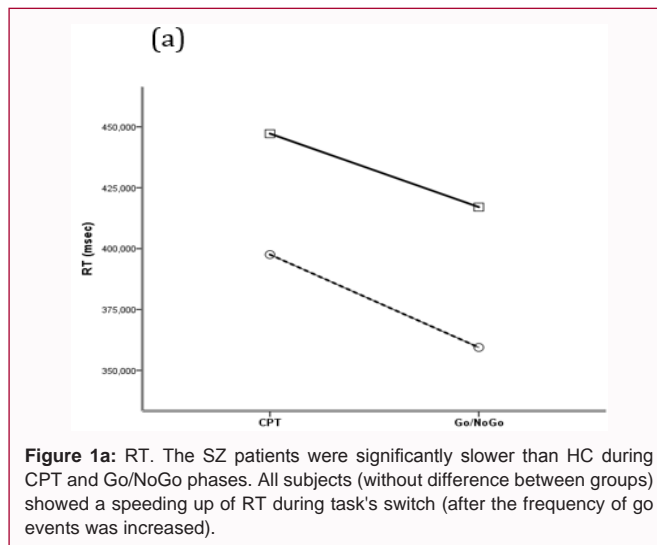 (a)
450,000
425,000
400,000
375,000
350,000
RT (msec)
CPT Go/NoGo
Figure 1a: RT. The SZ patients were significantly slower than HC during
CPT and Go/NoGo phases. All subjects (without difference between groups)
showed a speeding up of RT during task's switch (after the frequency of go
events was increased).